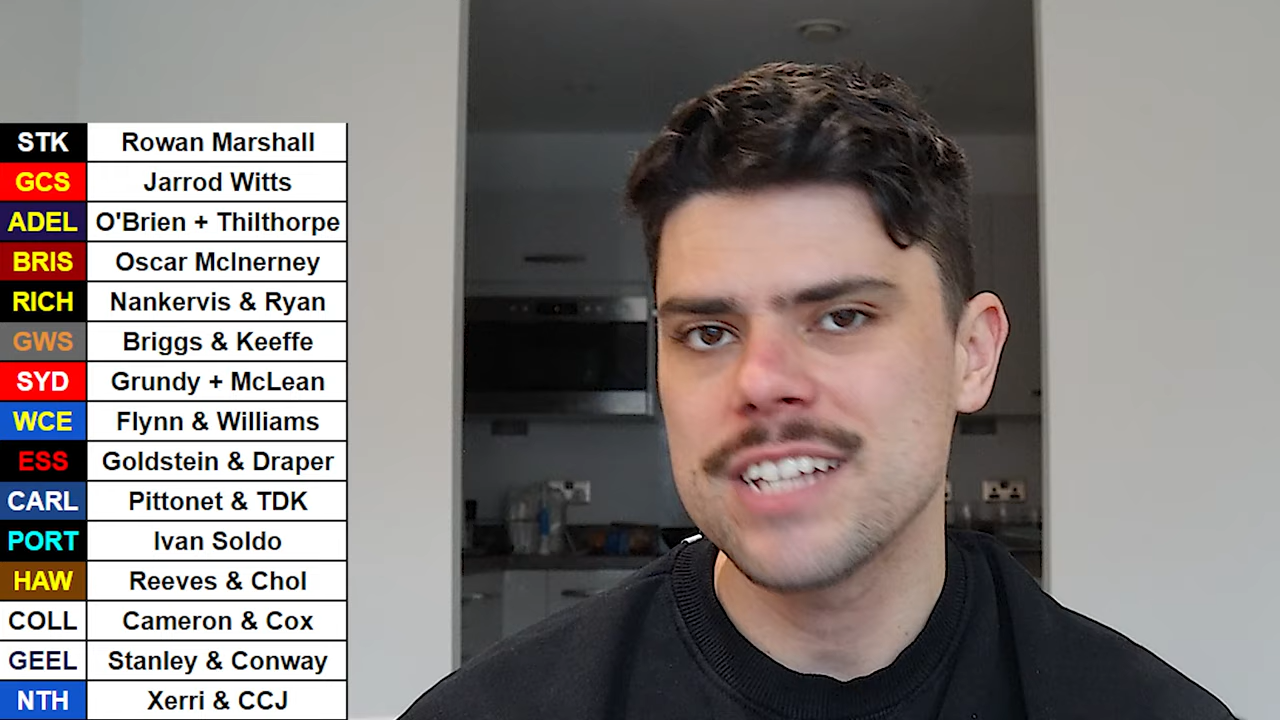 STK Rowan Marshall
GCS Jarrod Witts
ADEL O'Brien + Thilthorpe
BRIS Oscar McInerney
RICH Nankervis & Ryan
GWS Briggs & Keeffe
SYD Grundy + McLean
WCE Flynn & Williams
ESS Goldstein & Draper
CARL Pittonet & TDK
PORT Ivan Soldo
HAW Reeves & Chol
COLL Cameron & Cox
GEEL Stanley & Conway
NTH Xerri & CCJ